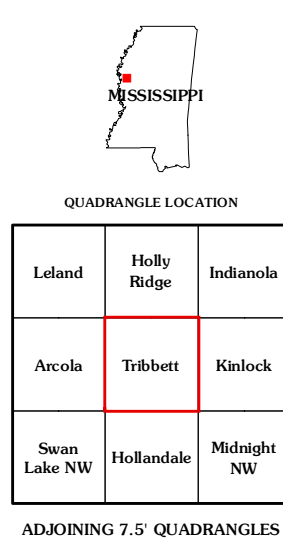 MISSISSIPPI
QUADRANGLE LOCATION
Leland
Holly
Ridge
Indianola
Arcola
Tribbett
Kinlock
Swan
Lake NW
Hollandale
Midnight
NW
ADJOINING 7.5' QUADRANGLES